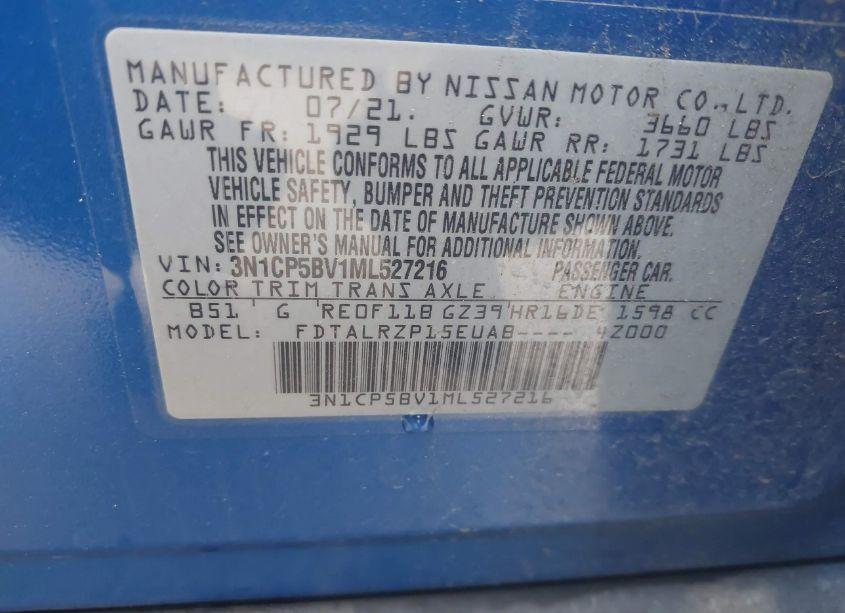 MANUFACTURED BY NISSAN MOTOR CO., LTD.
DATE: 07/21. GVWR: 3660 LBS
GAWR FR: 1929 LBS GAWR RR: 1731 LBS
THIS VEHICLE CONFORMS TO ALL APPLICABLE FEDERAL MOTOR
VEHICLE SAFETY, BUMPER AND THEFT PREVENTION STANDARDS
IN EFFECT ON THE DATE OF MANUFACTURE SHOWN ABOVE.
SEE OWNER'S MANUAL FOR ADDITIONAL INFORMATION.
VIN: 3N1CP5BV1ML527216 PASSENGER CAR.
COLOR TRIM TRANS AXLE ENGINE
B51 G RE0F11B GZ39 HR16DE 1598 CC
MODEL: FDTALRZP15EUAB---- 4Z000
3N1CP5BV1ML527216